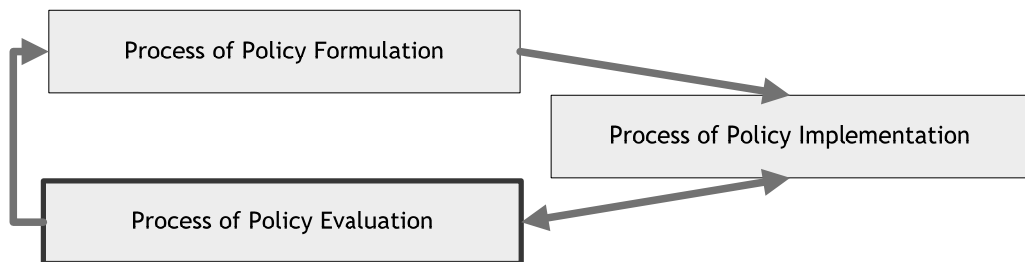 Process of Policy Formulation
Process of Policy Implementation
Process of Policy Evaluation